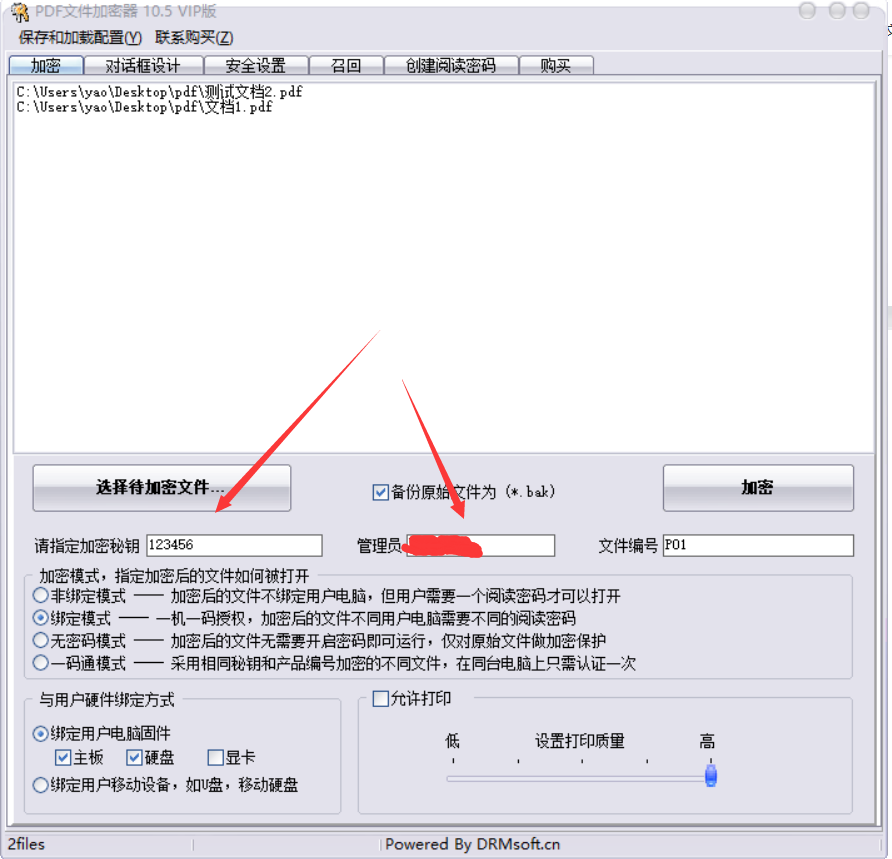 PDF文件加密器 10.5 VIP版
保存和加载配置(Y) 联系购买(Z)
加密 对话框设计 安全设置 召回 创建阅读密码 购买
C:\Users\yao\Desktop\pdf\测试文档2.pdf
C:\Users\yao\Desktop\pdf\文档1.pdf
选择待加密文件... 备份原始文件为 (*.bak) 加密
请指定加密秘钥 123456 管理员 文件编号 P01
加密模式，指定加密后的文件如何被打开
非绑定模式 —— 加密后的文件不绑定用户电脑，但用户需要一个阅读密码才可以打开
绑定模式 —— 一机一码授权，加密后的文件不同用户电脑需要不同的阅读密码
无密码模式 —— 加密后的文件无需要开启密码即可运行，仅对原始文件做加密保护
一码通模式 —— 采用相同秘钥和产品编号加密的不同文件，在同台电脑上只需认证一次
与用户硬件绑定方式
绑定用户电脑固件
主板 硬盘 显卡
绑定用户移动设备，如U盘，移动硬盘
允许打印
低 设置打印质量 高
2files Powered By DRMsoft.cn